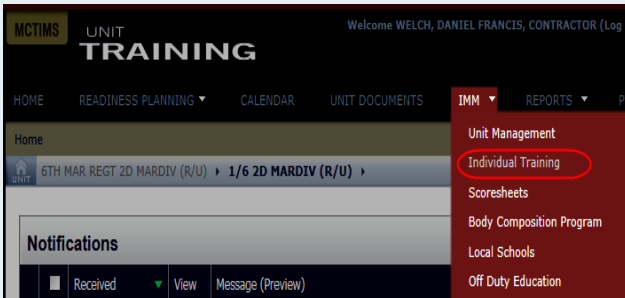 MCTIMS UNIT TRAINING
Welcome WELCH, DANIEL FRANCIS, CONTRACTOR (Log
HOME READINESS PLANNING ▼ CALENDAR UNIT DOCUMENTS IMM ▼ REPORTS ▼ P
Home
UNIT 6TH MAR REGT 2D MARDIV (R/U) ▸ 1/6 2D MARDIV (R/U) ▸
Unit Management
Individual Training
Scoresheets
Body Composition Program
Local Schools
Off Duty Education
Notifications
Received ▼ View Message (Preview)